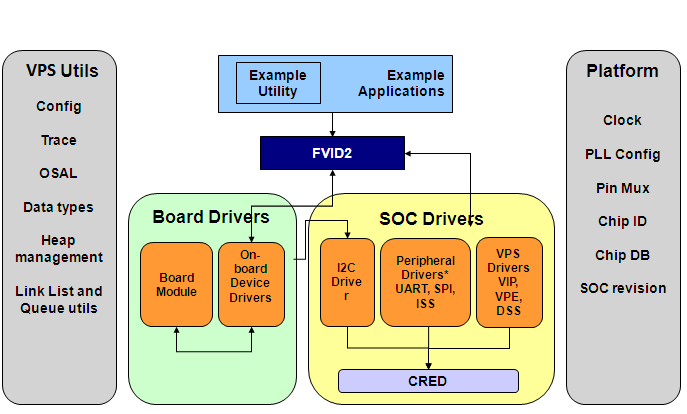 VPS Utils
Config
Trace
OSAL
Data types
Heap
management
Link List and
Queue utils
Example
Utility
Example
Applications
FVID2
Board Drivers
Board
Module
On-
board
Device
Drivers
SOC Drivers
I2C
Drive
r
Peripheral
Drivers*
UART, SPI,
ISS
VPS
Drivers
VIP,
VPE,
DSS
CRED
Platform
Clock
PLL Config
Pin Mux
Chip ID
Chip DB
SOC revision